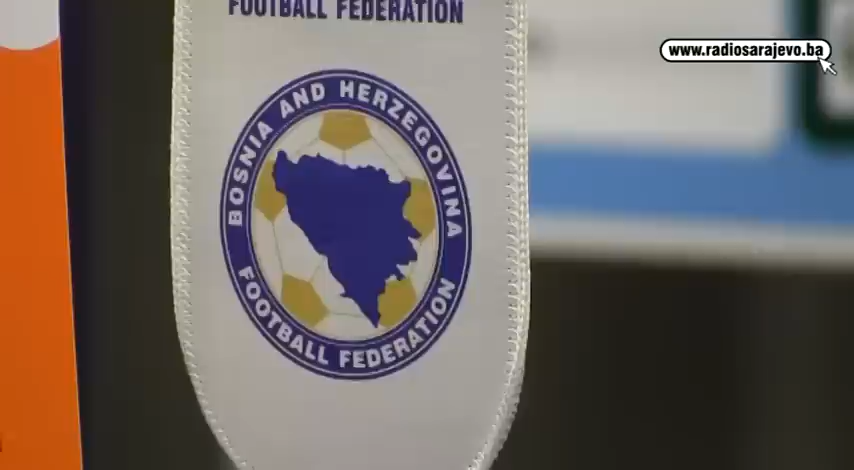 FOOTBALL FEDERATION
www.radiosarajevo.ba
BOSNIA AND HERZEGOVINA
FOOTBALL FEDERATION